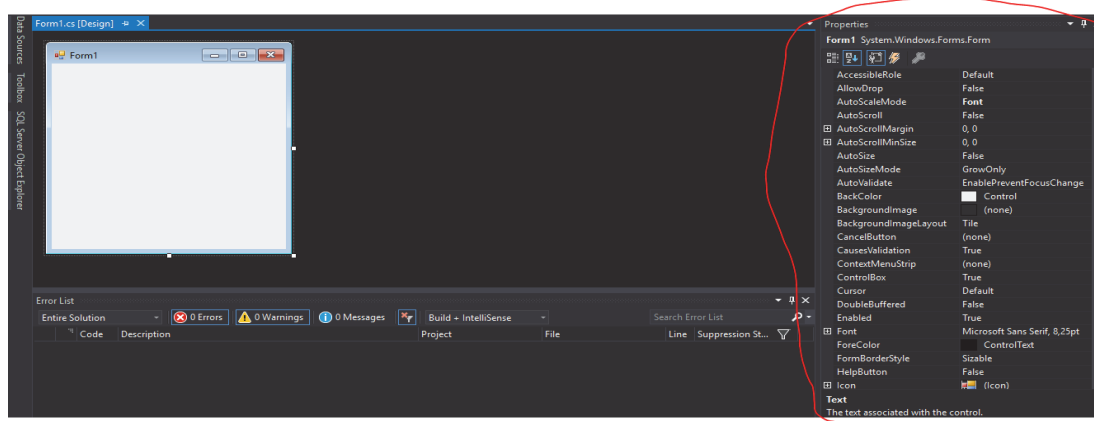 Data Sources
Toolbox
SQL Server Object Explorer
Form1.cs [Design]
Form1
Error List
Entire Solution
0 Errors
0 Warnings
0 Messages
Build + IntelliSense
Search Error List
Code Description Project File Line Suppression St...
Properties
Form1 System.Windows.Forms.Form
AccessibleRole Default
AllowDrop False
AutoScaleMode Font
AutoScroll False
AutoScrollMargin 0, 0
AutoScrollMinSize 0, 0
AutoSize False
AutoSizeMode GrowOnly
AutoValidate EnablePreventFocusChange
BackColor Control
BackgroundImage (none)
BackgroundImageLayout Tile
CancelButton (none)
CausesValidation True
ContextMenuStrip (none)
ControlBox True
Cursor Default
DoubleBuffered False
Enabled True
Font Microsoft Sans Serif, 8,25pt
ForeColor ControlText
FormBorderStyle Sizable
HelpButton False
Icon (Icon)
Text
The text associated with the control.